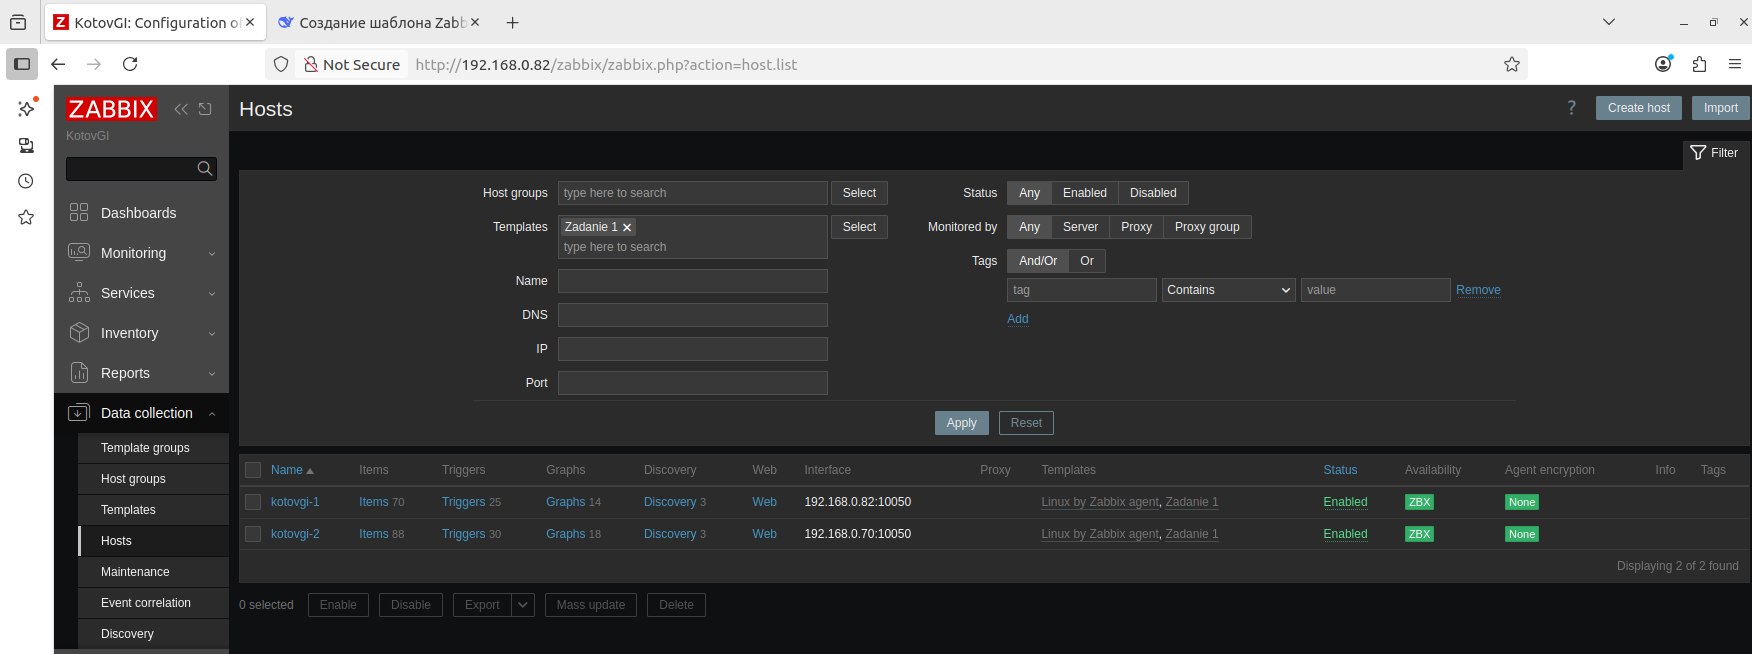 KotovGI: Configuration of
Создание шаблона Zabb
Not Secure http://192.168.0.82/zabbix/zabbix.php?action=host.list
ZABBIX
KotovGI
Dashboards
Monitoring
Services
Inventory
Reports
Data collection
Template groups
Host groups
Templates
Hosts
Maintenance
Event correlation
Discovery
Hosts
? Create host Import
Filter
Host groups type here to search Select
Templates Zadanie 1 Select
type here to search
Name
DNS
IP
Port
Status Any Enabled Disabled
Monitored by Any Server Proxy Proxy group
Tags And/Or Or
tag Contains value Remove
Add
Apply Reset
Name Items Triggers Graphs Discovery Web Interface Proxy Templates Status Availability Agent encryption Info Tags
kotovgi-1 Items 70 Triggers 25 Graphs 14 Discovery 3 Web 192.168.0.82:10050 Linux by Zabbix agent, Zadanie 1 Enabled ZBX None
kotovgi-2 Items 88 Triggers 30 Graphs 18 Discovery 3 Web 192.168.0.70:10050 Linux by Zabbix agent, Zadanie 1 Enabled ZBX None
Displaying 2 of 2 found
0 selected Enable Disable Export Mass update Delete